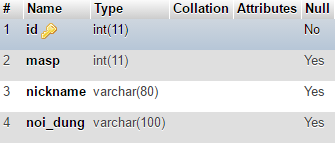 # Name Type Collation Attributes Null
1 id int(11) No
2 masp int(11) Yes
3 nickname varchar(80) Yes
4 noi_dung varchar(100) Yes